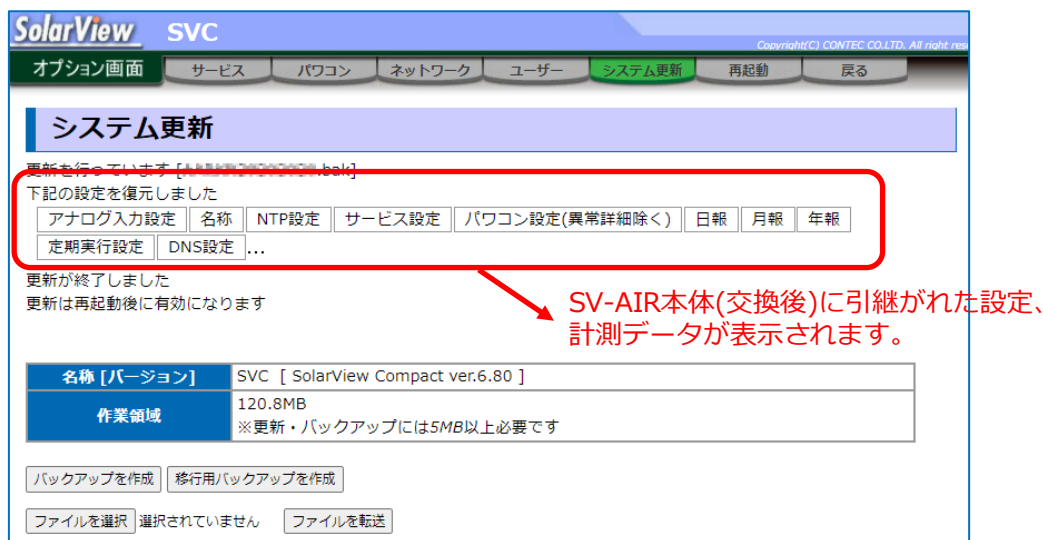 SolarView SVC
Copyright(C) CONTEC CO.LTD. All right res
オプション画面 サービス パワコン ネットワーク ユーザー システム更新 再起動 戻る
システム更新
更新を行っています [ .bak]
下記の設定を復元しました
アナログ入力設定 名称 NTP設定 サービス設定 パワコン設定(異常詳細除く) 日報 月報 年報
定期実行設定 DNS設定 ...
更新が終了しました
更新は再起動後に有効になります
SV-AIR本体(交換後)に引継がれた設定、
計測データが表示されます。
名称 [バージョン] SVC [ SolarView Compact ver.6.80 ]
作業領域 120.8MB
※更新・バックアップには5MB以上必要です
バックアップを作成 移行用バックアップを作成
ファイルを選択 選択されていません ファイルを転送